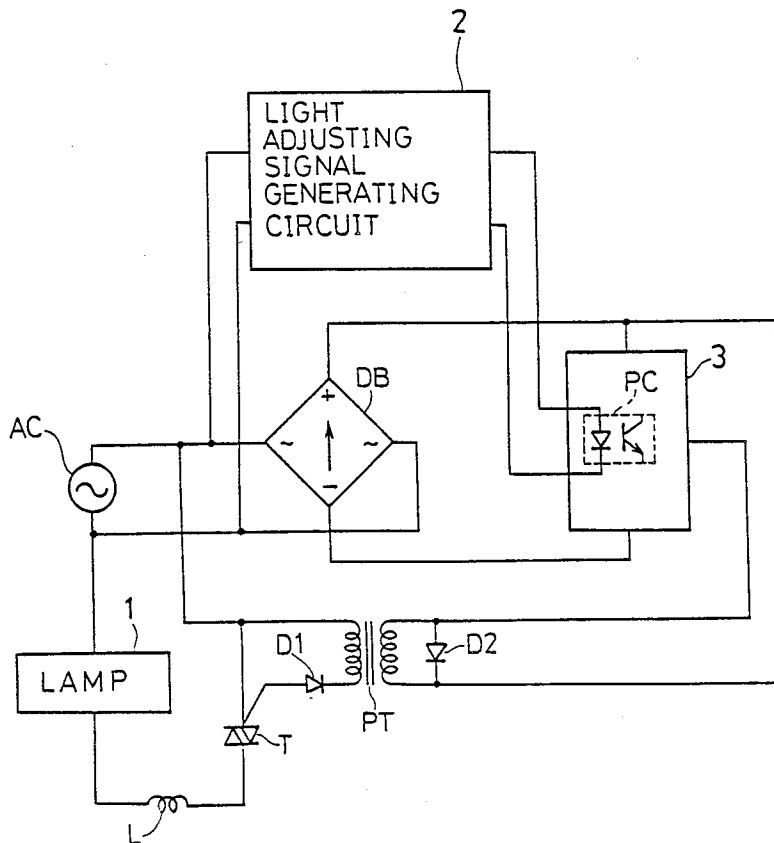 2
LIGHT
ADJUSTING
SIGNAL
GENERATING
CIRCUIT
3
DB
PC
AC
+
~
~
−
1
LAMP
D1
D2
PT
T
L